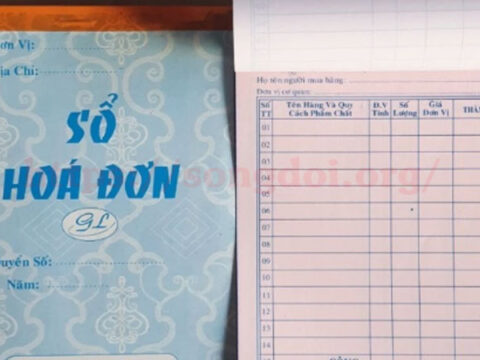 ơn Vị:
ịa Chỉ:
SỔ
HOÁ ĐƠN
GL
uyển Số:
Năm:
Họ tên người mua hàng
Đơn vị cơ quan:
Số TT Tên Hàng Và Quy Cách Phẩm Chất Đ.V Tính Số Lượng Giá Đơn Vị THÀ
01
02
03
04
05
06
07
08
09
10
11
12
13
14